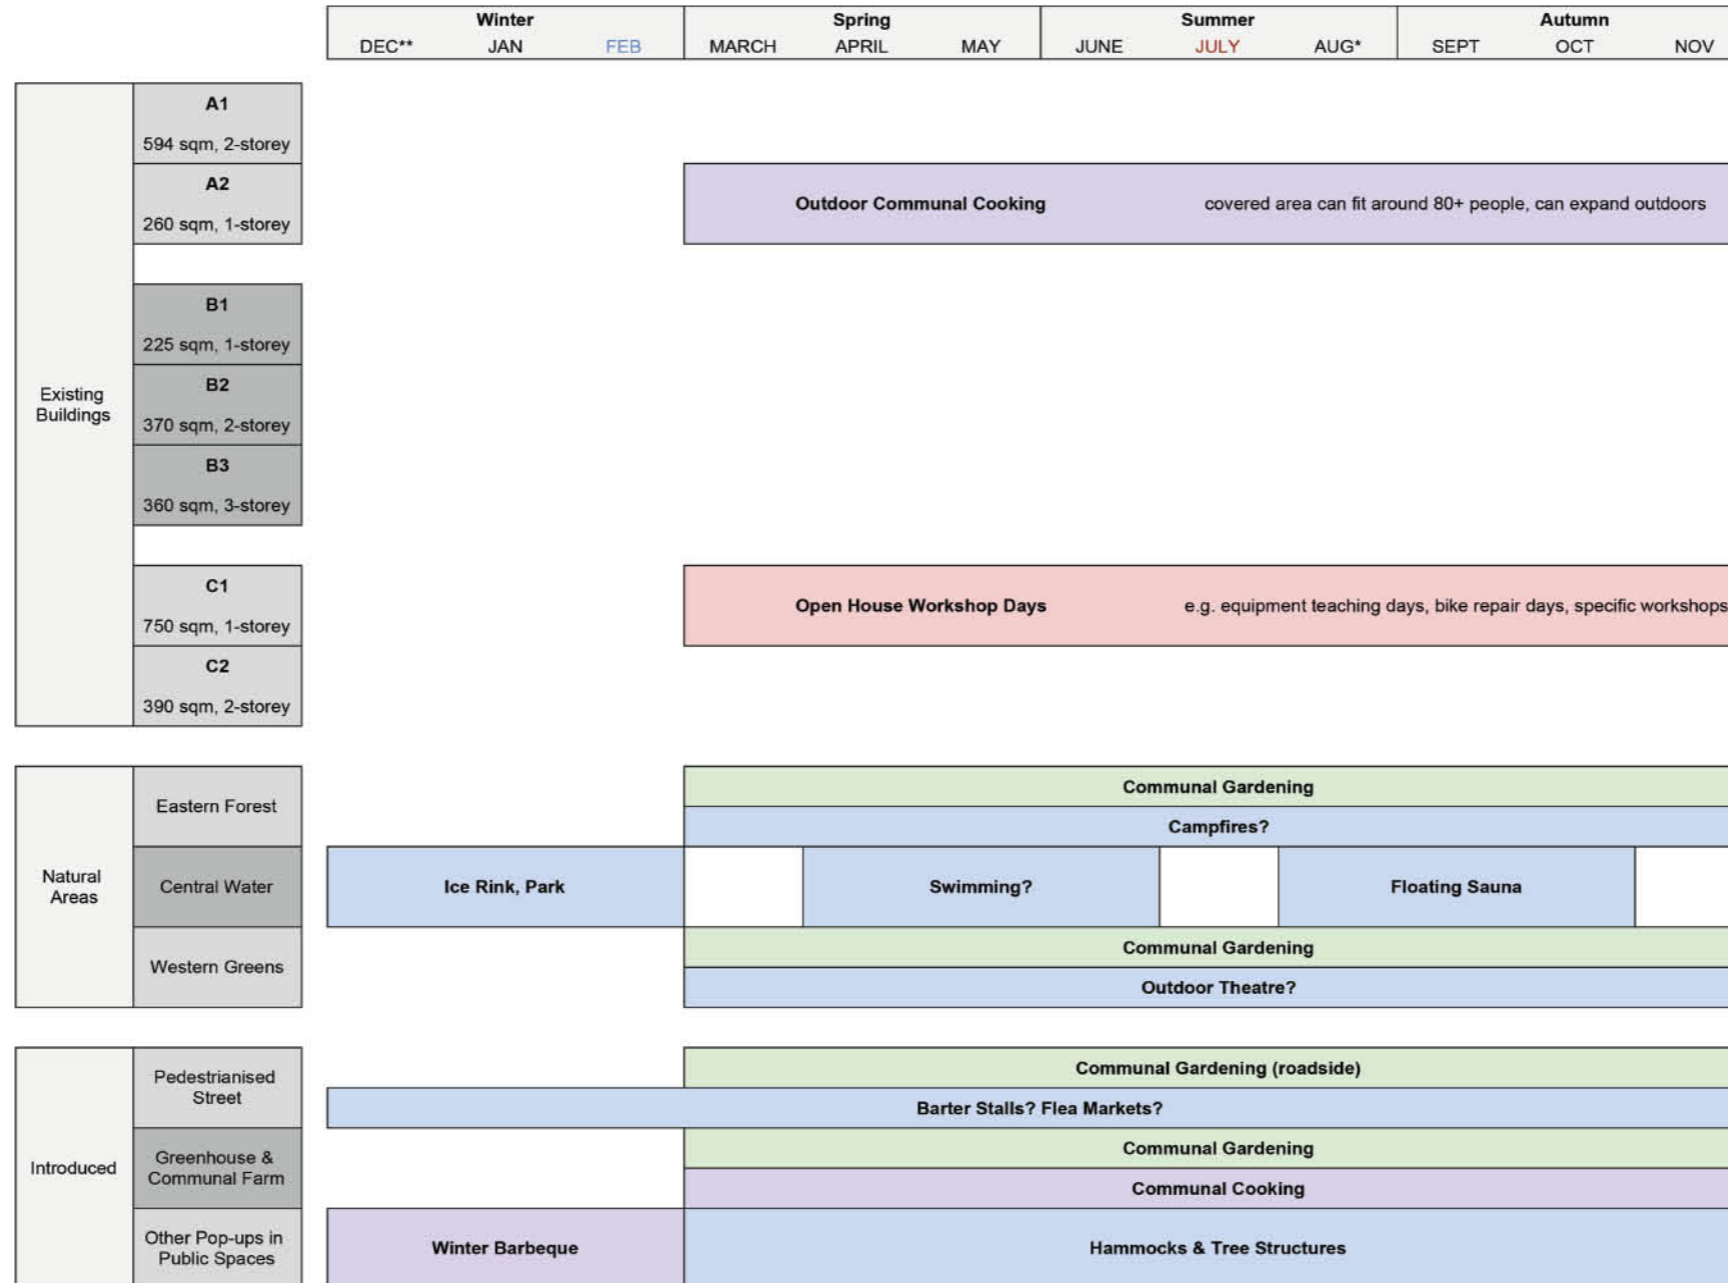 Winter Spring Summer Autumn
DEC** JAN FEB MARCH APRIL MAY JUNE JULY AUG* SEPT OCT NOV
Existing
Buildings
A1
594 sqm, 2-storey
A2
260 sqm, 1-storey
Outdoor Communal Cooking covered area can fit around 80+ people, can expand outdoors
B1
225 sqm, 1-storey
B2
370 sqm, 2-storey
B3
360 sqm, 3-storey
C1
750 sqm, 1-storey
Open House Workshop Days e.g. equipment teaching days, bike repair days, specific workshops
C2
390 sqm, 2-storey
Natural
Areas
Eastern Forest
Communal Gardening
Campfires?
Central Water
Ice Rink, Park Swimming? Floating Sauna
Western Greens
Communal Gardening
Outdoor Theatre?
Introduced
Pedestrianised
Street
Communal Gardening (roadside)
Barter Stalls? Flea Markets?
Greenhouse &
Communal Farm
Communal Gardening
Communal Cooking
Other Pop-ups in
Public Spaces
Winter Barbeque Hammocks & Tree Structures